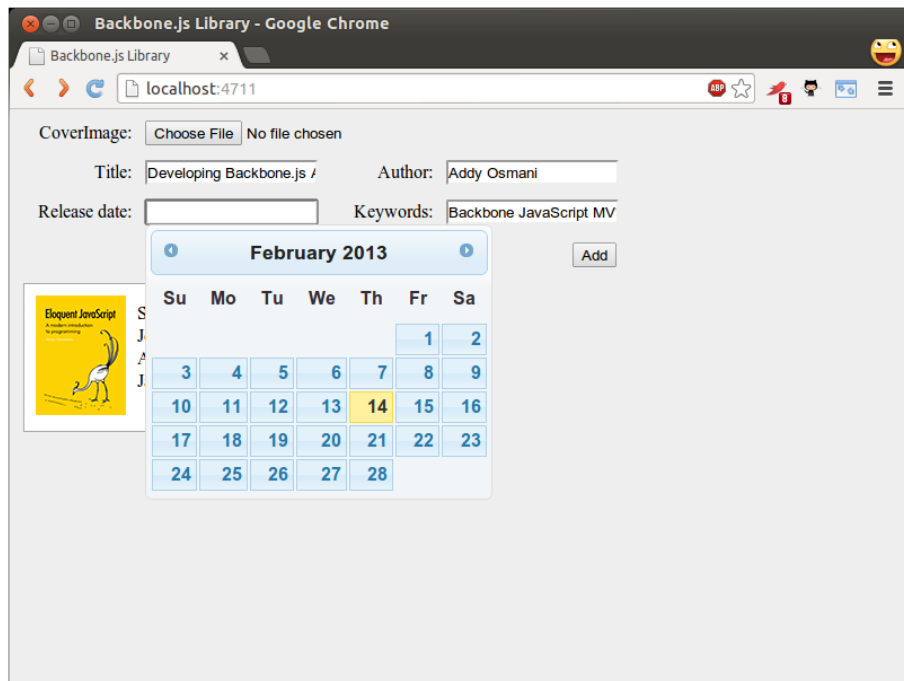 Backbone.js Library - Google Chrome
Backbone.js Library ×
localhost:4711 ABP 8
CoverImage: Choose File No file chosen
Title: Developing Backbone.js A Author: Addy Osmani
Release date: Keywords: Backbone JavaScript MV
February 2013
Add
Su Mo Tu We Th Fr Sa
1 2
3 4 5 6 7 8 9
10 11 12 13 14 15 16
17 18 19 20 21 22 23
24 25 26 27 28
Eloquent JavaScript
A modern introduction
to programming
S
J
A
J